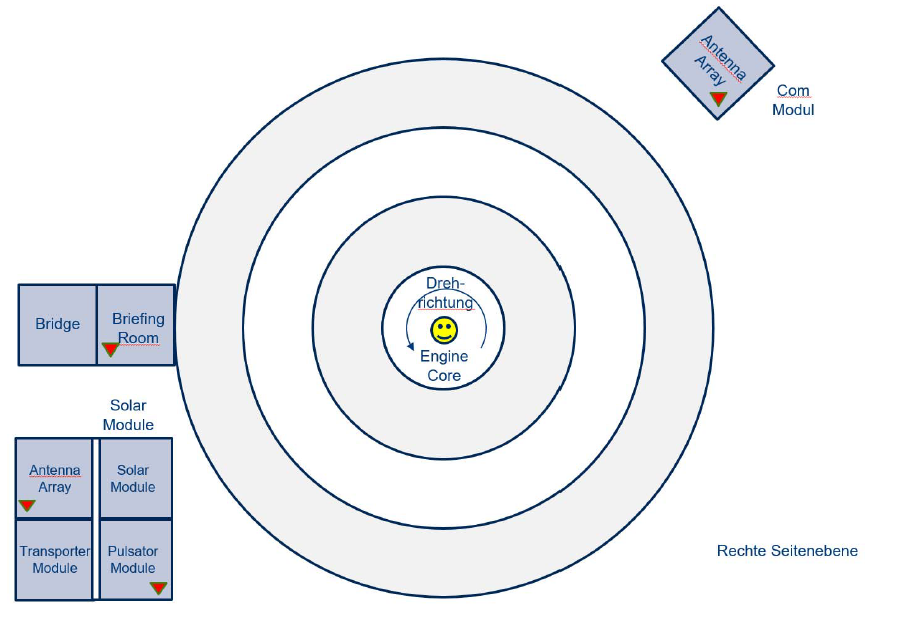 Antenna
Array
Com
Modul
Dreh-
richtung
Engine
Core
Bridge
Briefing
Room
Solar
Module
Antenna
Array
Solar
Module
Transporter
Module
Pulsator
Module
Rechte Seitenebene